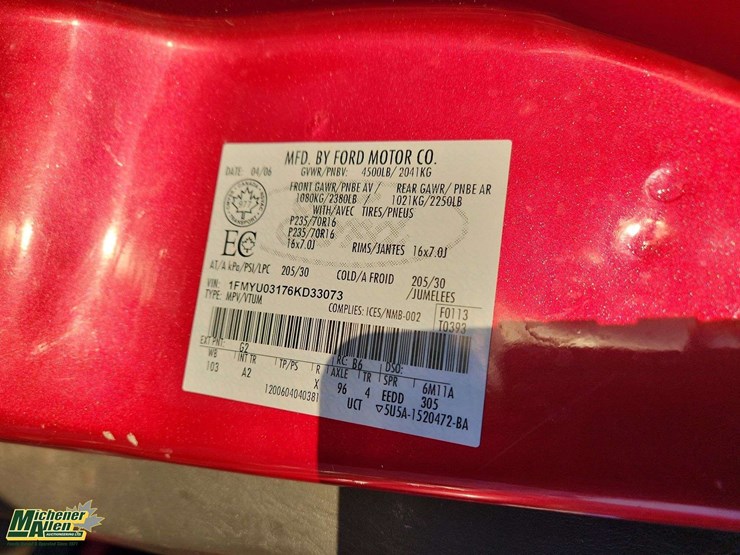 MFD. BY FORD MOTOR CO.
DATE: 04/06 GVWR/PNBV: 4500LB/ 2041KG
FRONT GAWR/PNBE AV / REAR GAWR/ PNBE AR
1080KG/2380LB / 1021KG/2250LB
WITH/AVEC TIRES/PNEUS
P235/70R16
P235/70R16
16x7.0J RIMS/JANTES 16x7.0J
EC
AT/A kPa/PSI/LPC 205/30 COLD/A FROID 205/30
/JUMELEES
VIN: 1FMYU03176KD33073
TYPE: MPV/VTUM COMPLIES: ICES/NMB-002 F0113
T0393
EXT PNT: G2 RC: B6 DSO:
WB INT TR TP/PS R AXLE TR SPR 6M11A
103 A2 X 96 4 EEDD 305
1200604040381 UCT ▽5U5A-1520472-BA
Michener
Allen
AUCTIONEERING LTD.